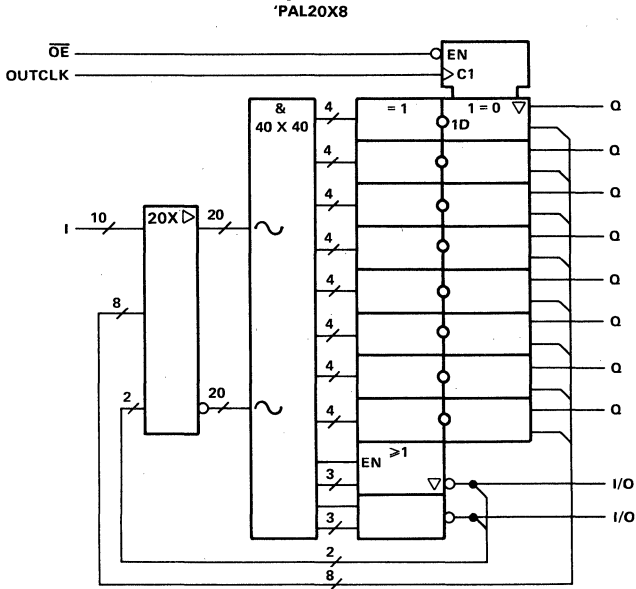 'PAL20X8
OE
EN
OUTCLK
C1
&
40 X 40
= 1
1 = 0
1D
4
4
4
4
4
4
4
4
Q
Q
Q
Q
Q
Q
Q
Q
I
10
20X
20
8
2
20
EN
≥1
3
3
I/O
I/O
2
8